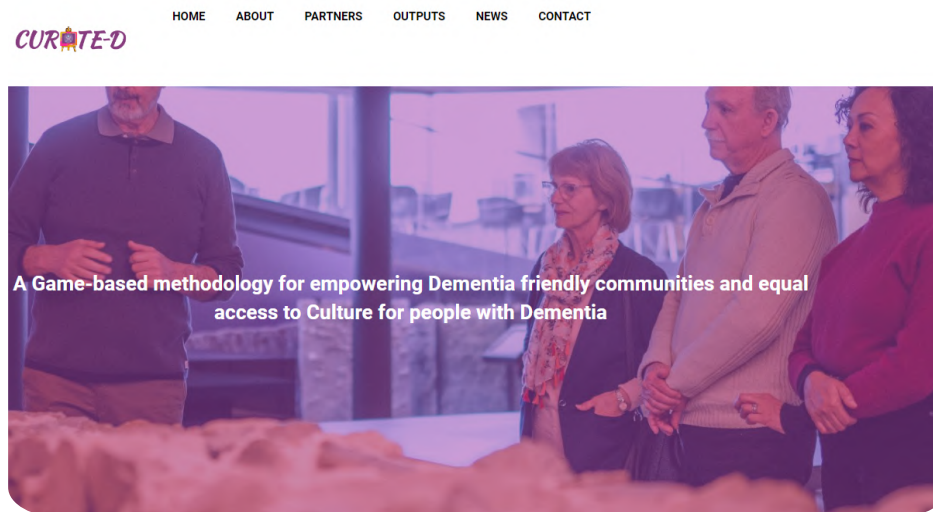 CURATE-D
HOME ABOUT PARTNERS OUTPUTS NEWS CONTACT
A Game-based methodology for empowering Dementia friendly communities and equal
access to Culture for people with Dementia